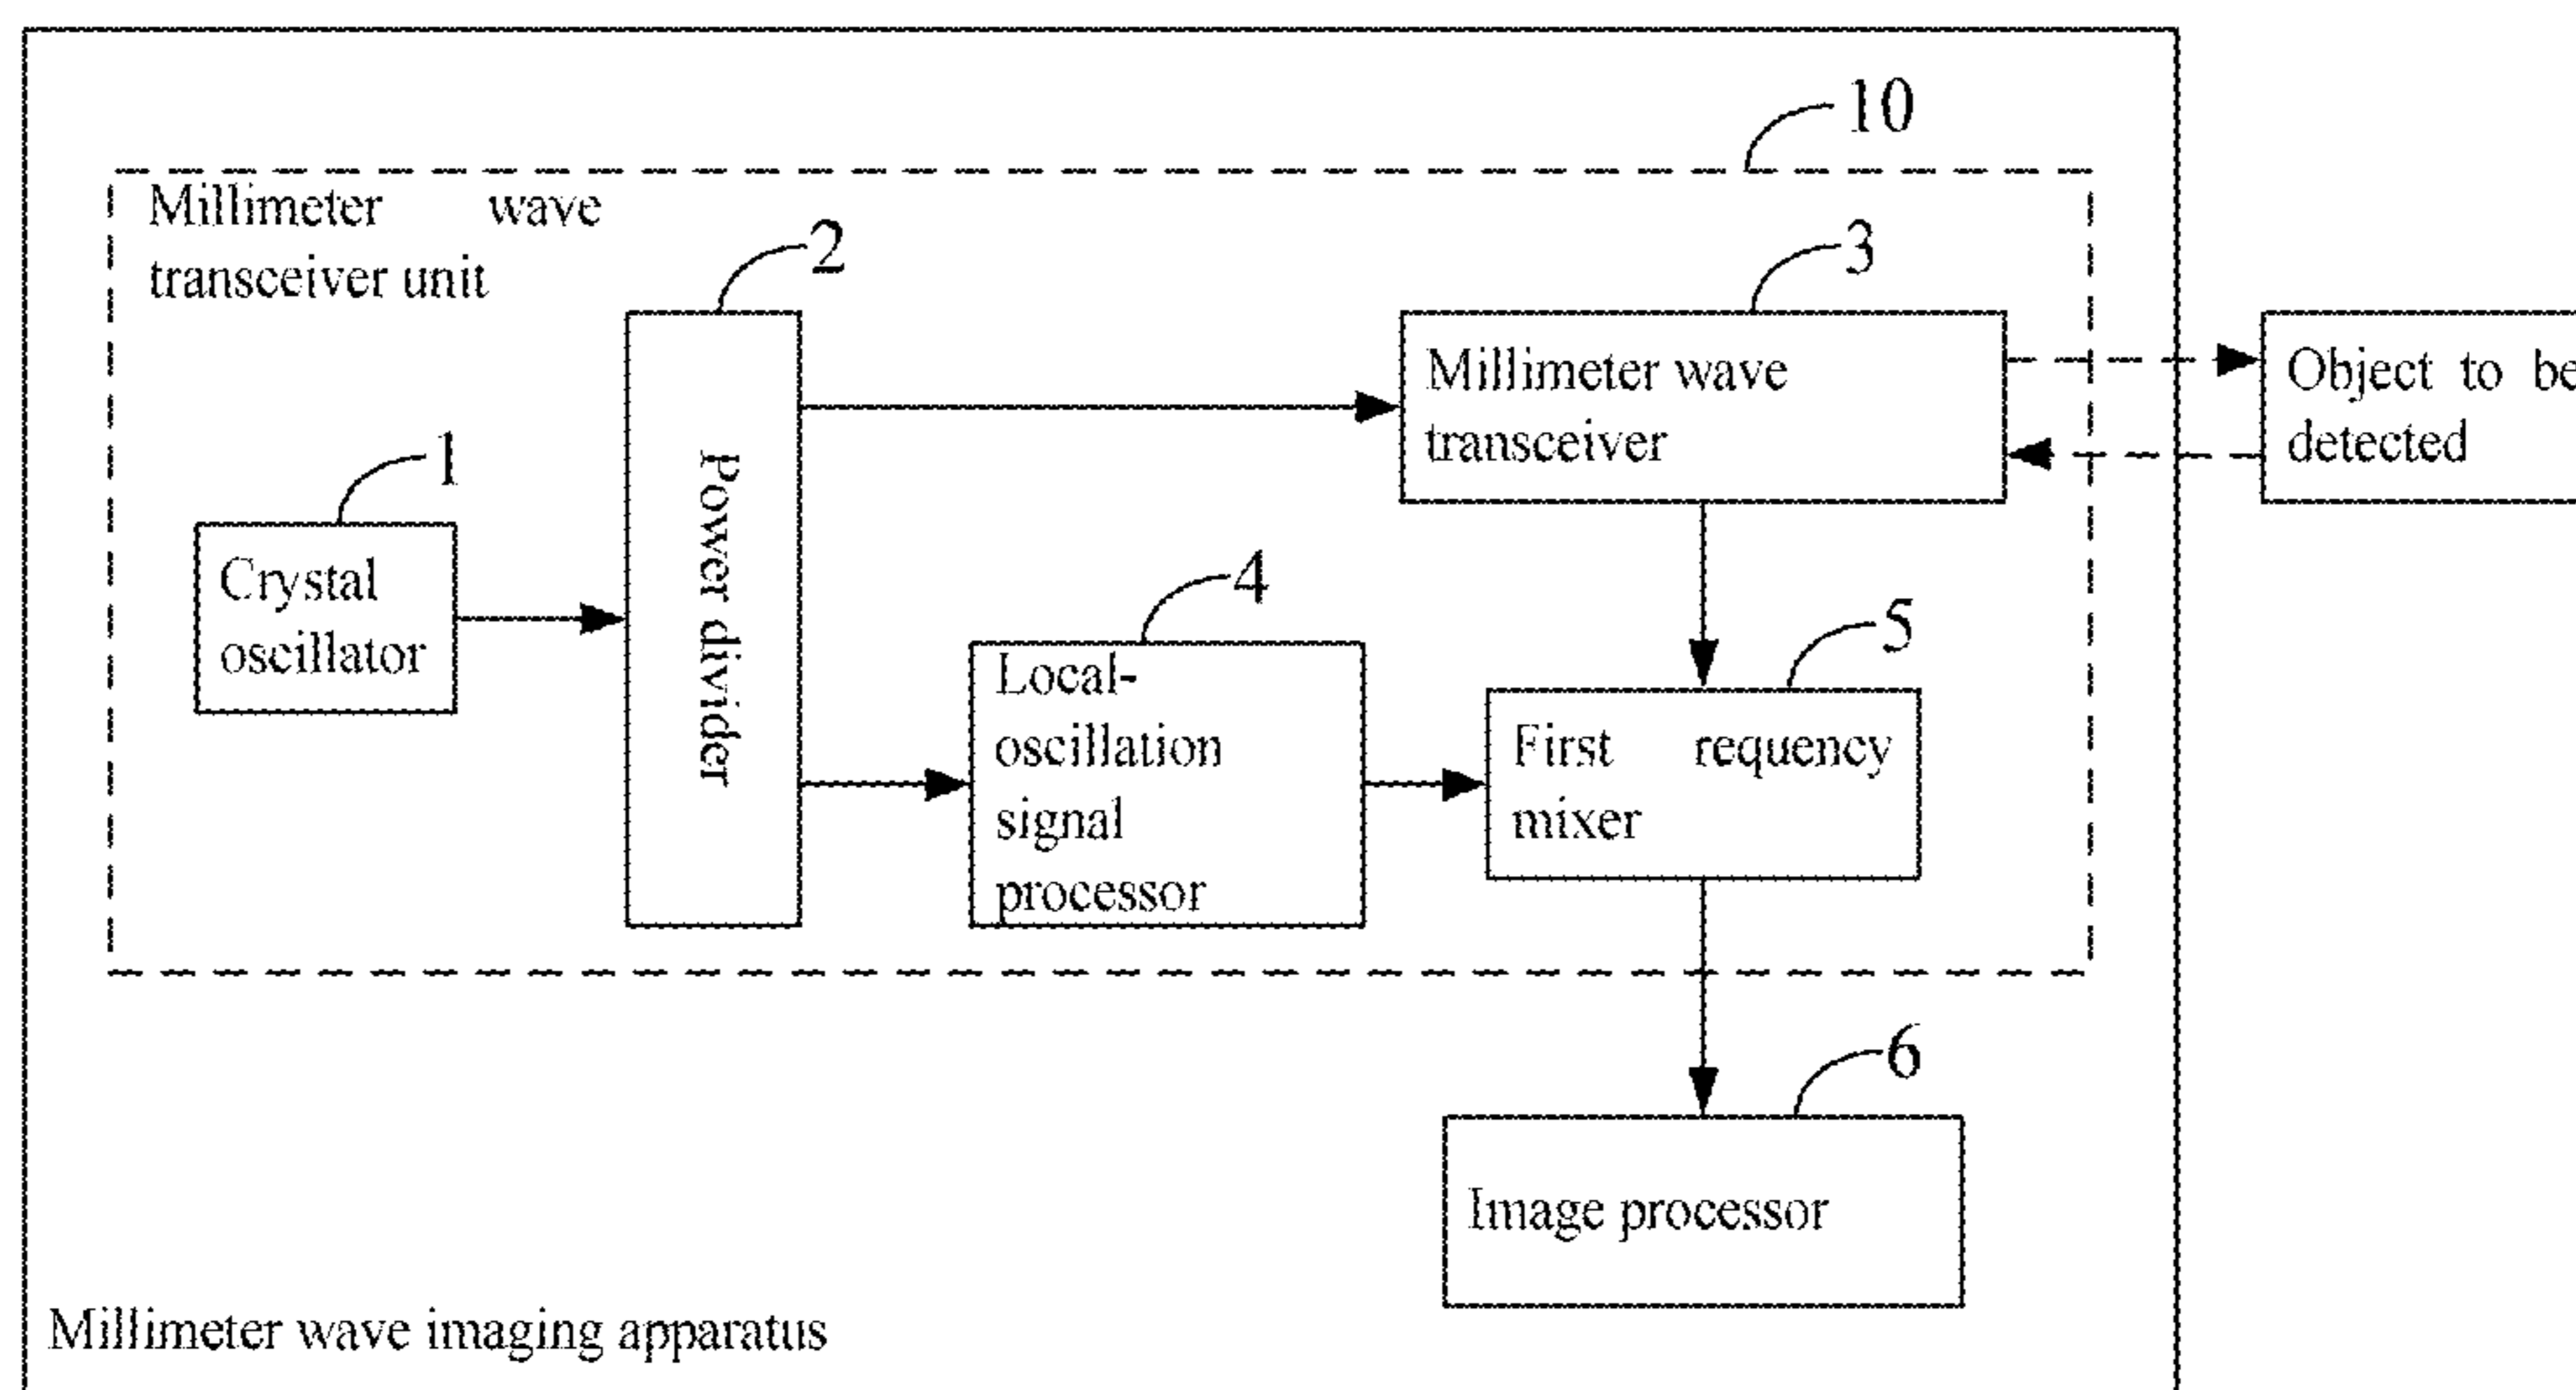 10
Millimeter wave
transceiver unit
2
3
Millimeter wave
transceiver
Object to be
detected
1
Crystal
oscillator
Power divider
4
Local-
oscillation
signal
processor
5
First requency
mixer
6
Image processor
Millimeter wave imaging apparatus